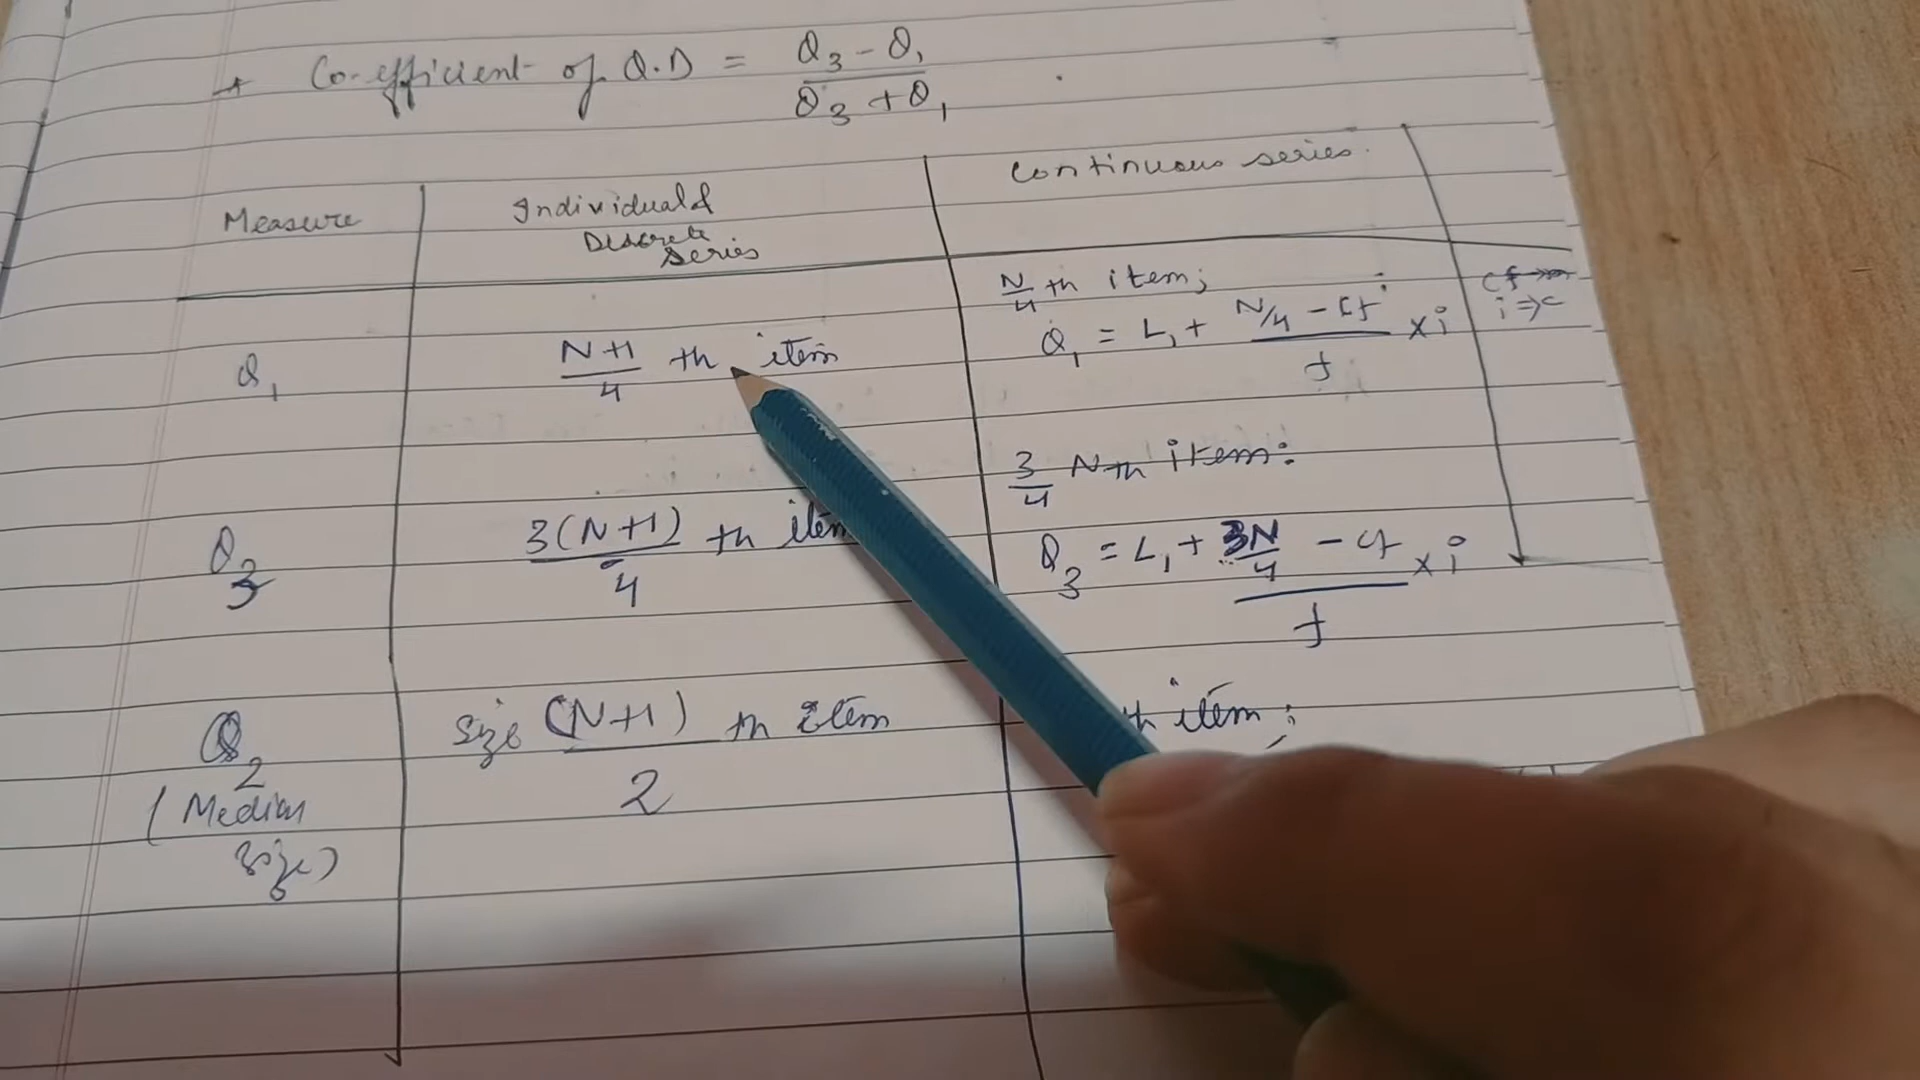 Co-efficient of Q.D = Q3 - Q1 / Q3 + Q1
Measure
Individual &
Discrete
Series
Continuous series.
Q1
N+1/4 th item
N/4 th item;
Q1 = L1 + N/4 - Cf / f × i
i => c
Q3
3(N+1)/4 th item
3/4 Nth item:
Q3 = L1 + 3N/4 - cf / f × i
Q2
(Median
size)
size (N+1)/2 th item
th item;